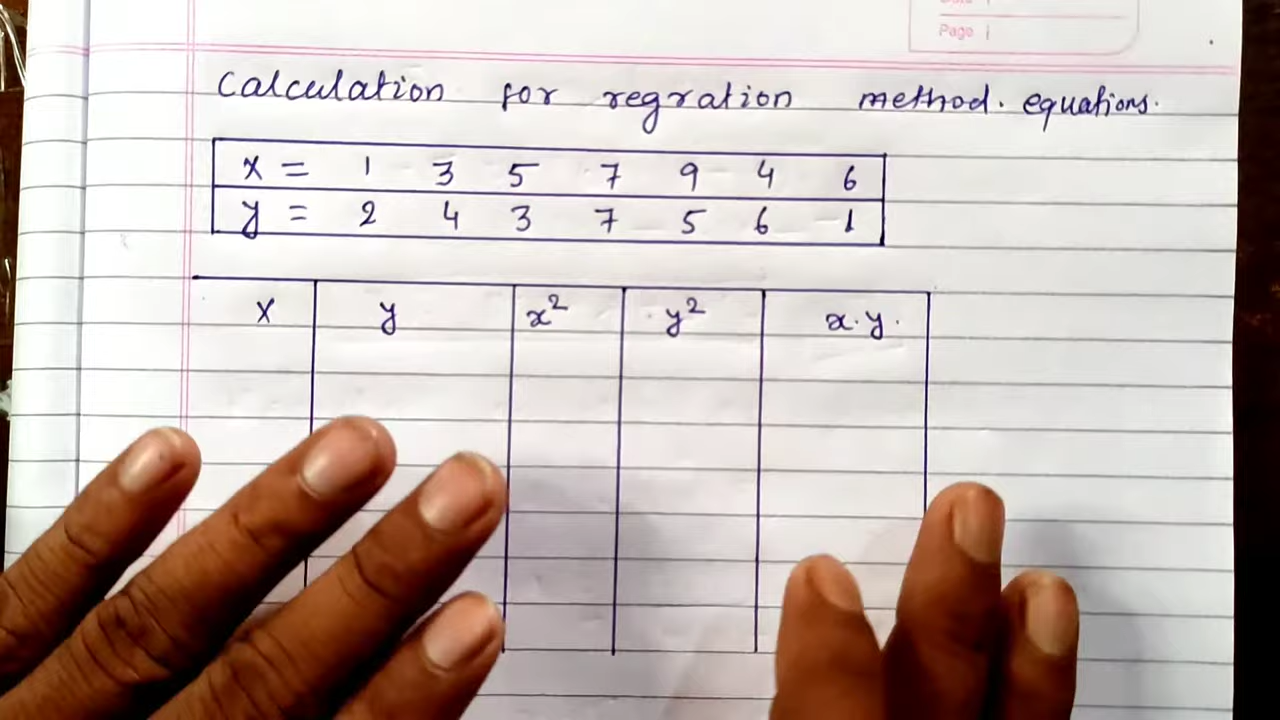 Page
Calculation for regration method. equations.
x = 1 3 5 7 9 4 6
y = 2 4 3 7 5 6 1
x y x² y² x.y.